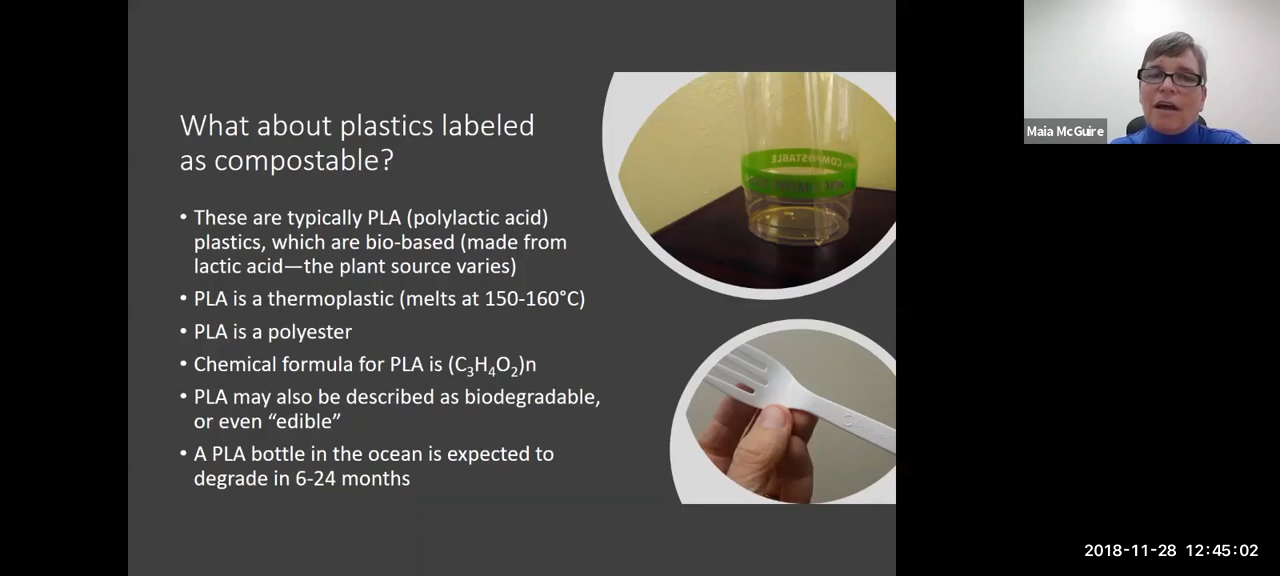 What about plastics labeled
as compostable?
• These are typically PLA (polylactic acid)
plastics, which are bio-based (made from
lactic acid—the plant source varies)
• PLA is a thermoplastic (melts at 150-160°C)
• PLA is a polyester
• Chemical formula for PLA is (C₃H₄O₂)n
• PLA may also be described as biodegradable,
or even “edible”
• A PLA bottle in the ocean is expected to
degrade in 6-24 months
COMPOSTABLE
Maia McGuire
2018-11-28 12:45:02